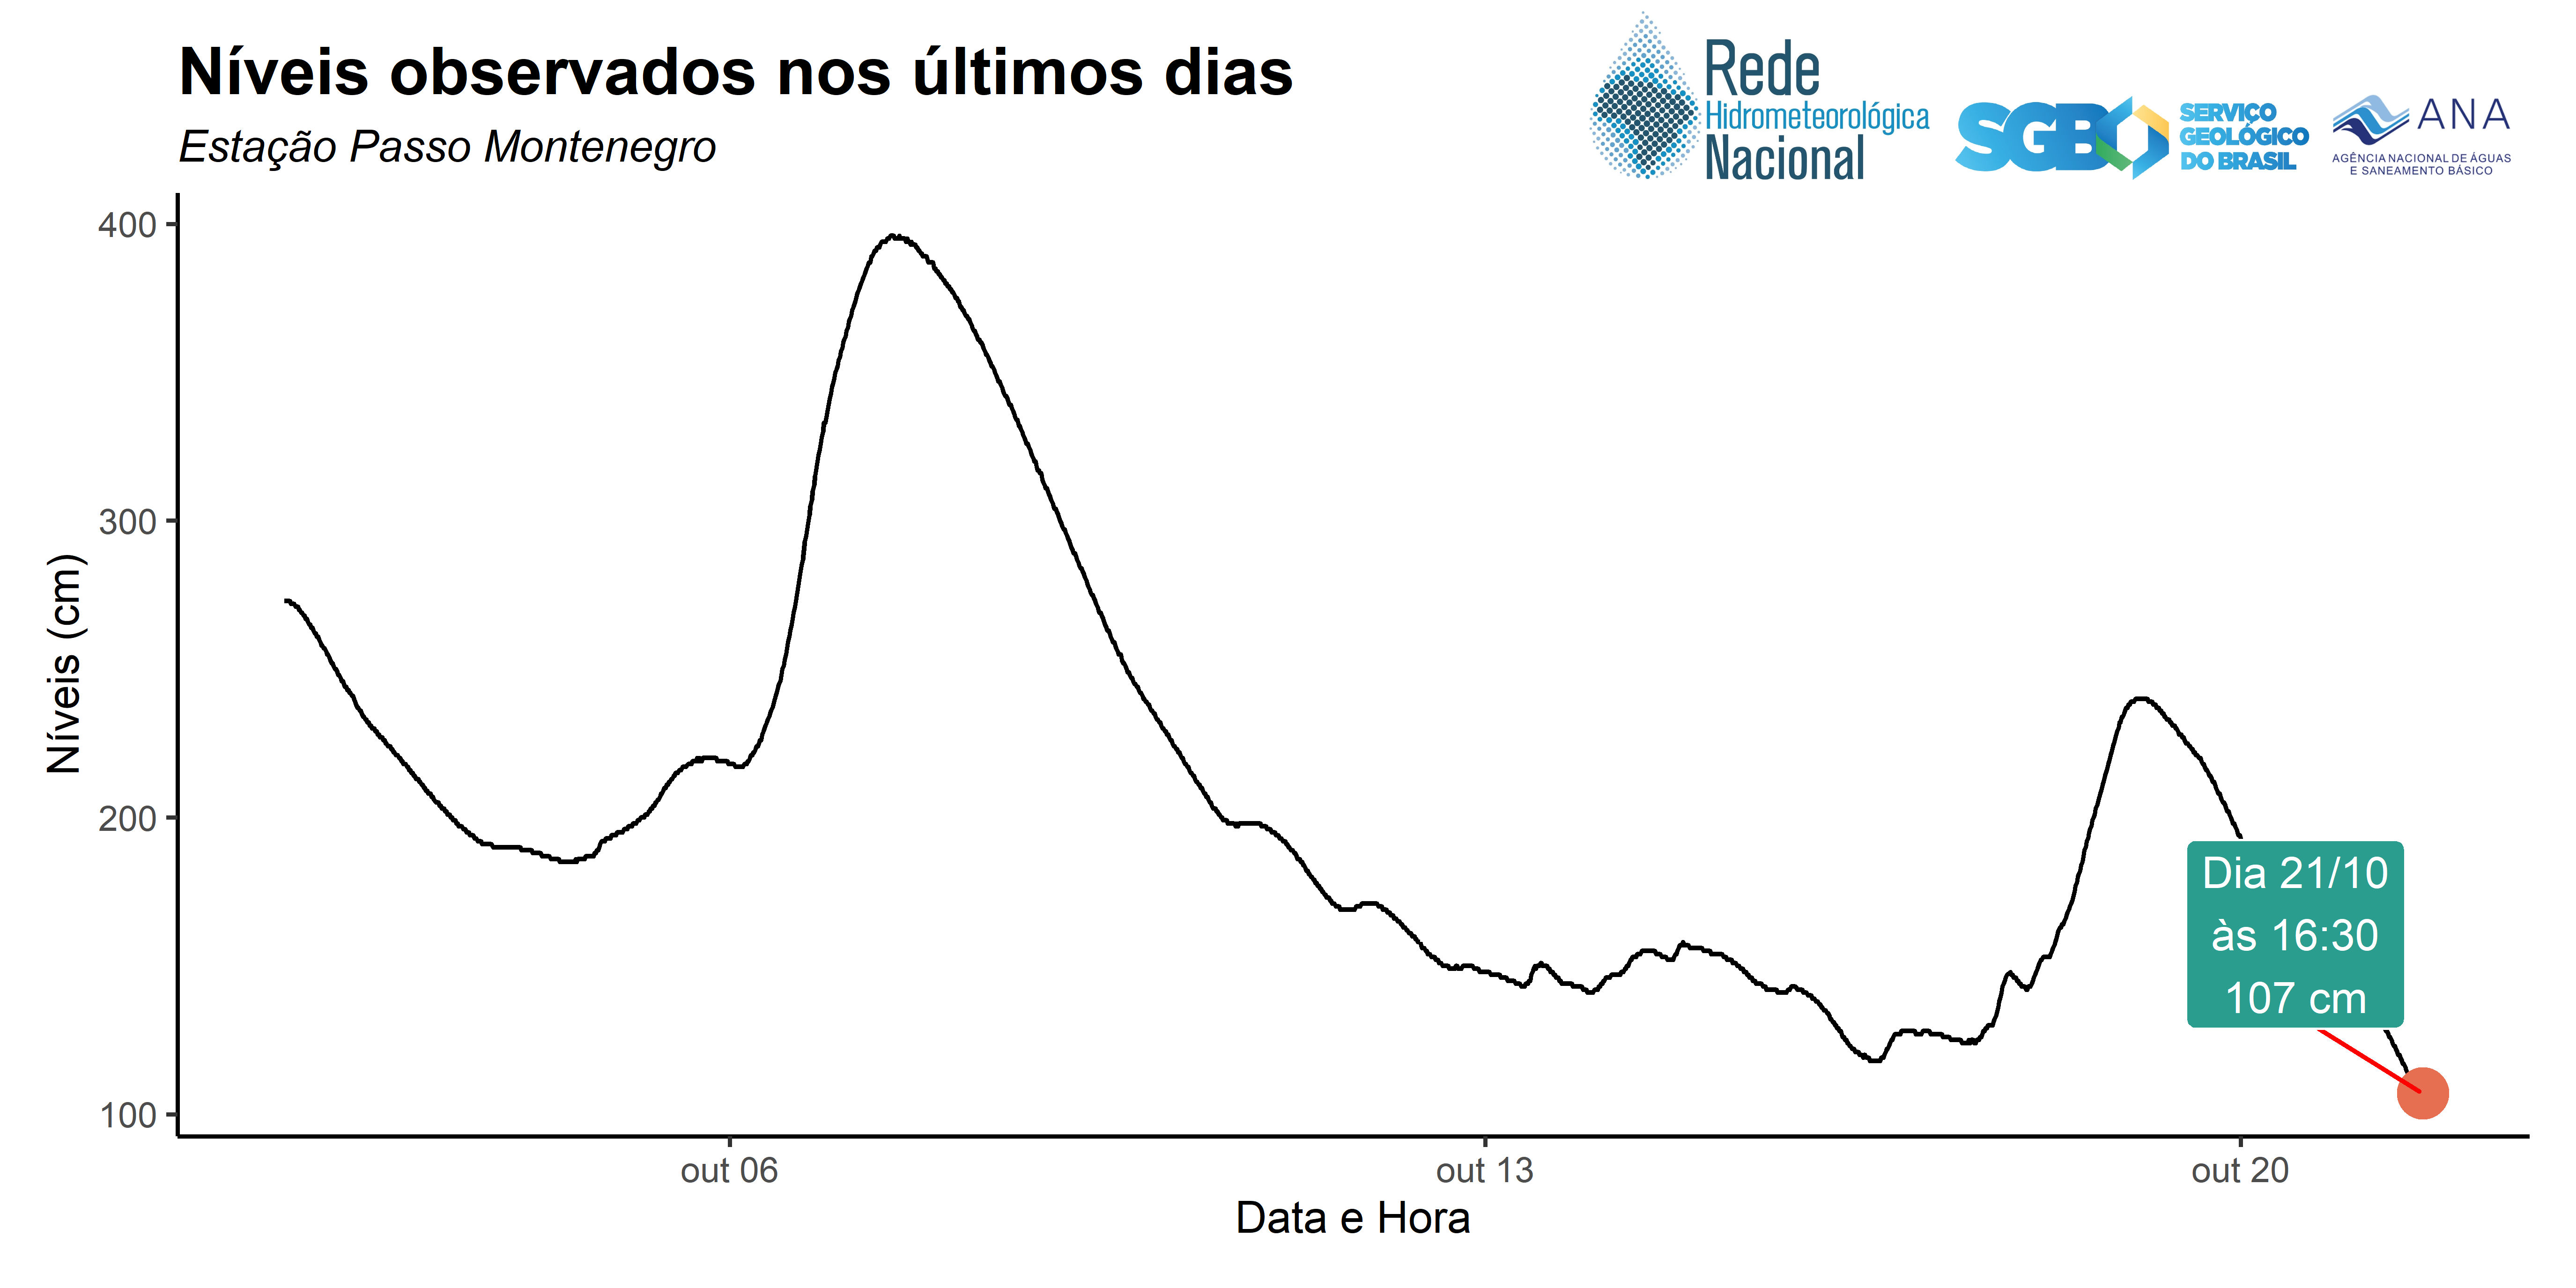 Níveis observados nos últimos dias
Estação Passo Montenegro
Rede
Hidrometeorológica
Nacional
SGB
SERVIÇO
GEOLÓGICO
DO BRASIL
ANA
AGÊNCIA NACIONAL DE ÁGUAS
E SANEAMENTO BÁSICO
400
300
200
100
Níveis (cm)
Dia 21/10
às 16:30
107 cm
out 06
out 13
out 20
Data e Hora